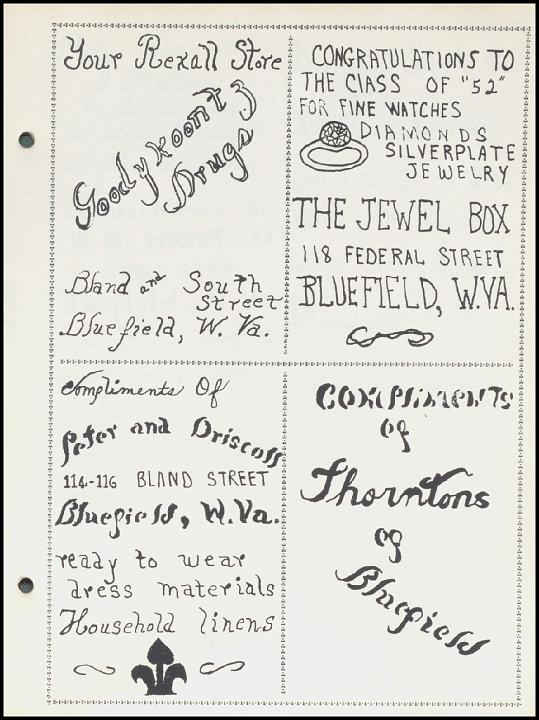 Your Rexall Store
Goodykoontz
Drugs
Bland and South
Street
Bluefield, W. Va.
CONGRATULATIONS TO
THE CLASS OF "52"
FOR FINE WATCHES
DIAMONDS
SILVERPLATE
JEWELRY
THE JEWEL BOX
118 FEDERAL STREET
BLUEFIELD, W.VA.
Compliments Of
Peter and Driscoll
114-116 BLAND STREET
Bluefield, W.Va.
ready to wear
dress materials
Household linens
COMPliMENTS
of
Thorntons
of
Bluefield